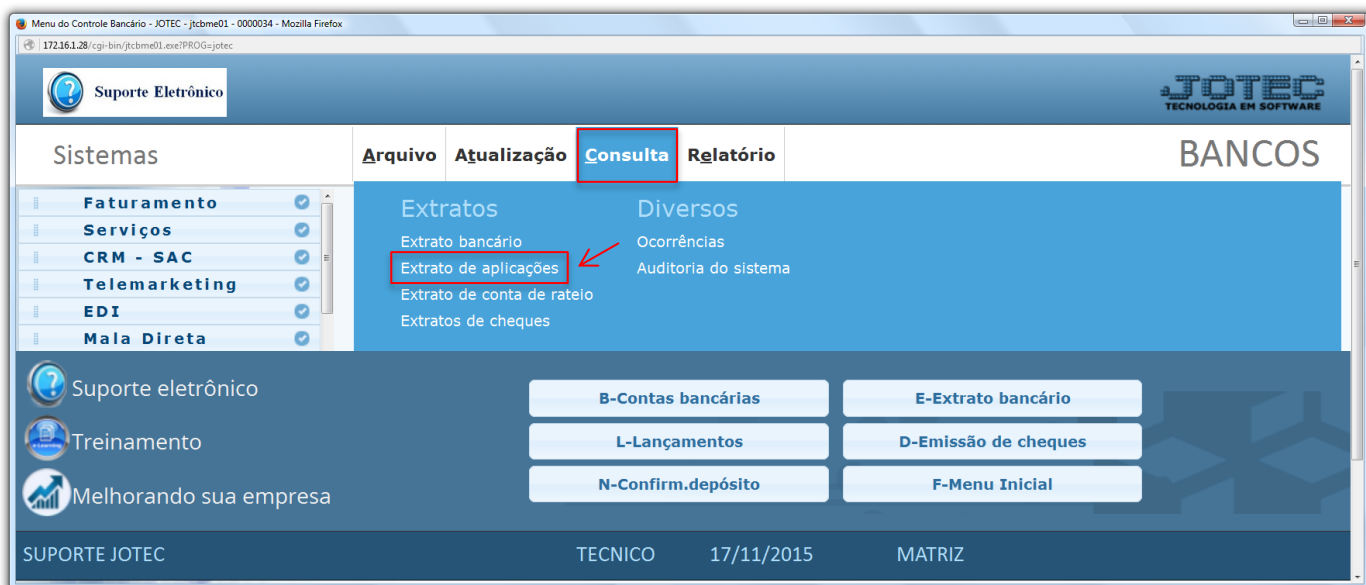 Menu do Controle Bancário - JOTEC - jtcbme01 - 0000034 - Mozilla Firefox
172.16.1.28/cgi-bin/jtcbme01.exe?PROG=jotec
Suporte Eletrônico
JOTEC
TECNOLOGIA EM SOFTWARE
Sistemas
Arquivo Atualização Consulta Relatório
BANCOS
Faturamento
Serviços
CRM - SAC
Telemarketing
EDI
Mala Direta
Extratos
Extrato bancário
Extrato de aplicações
Extrato de conta de rateio
Extratos de cheques
Diversos
Ocorrências
Auditoria do sistema
Suporte eletrônico
Treinamento
Melhorando sua empresa
B-Contas bancárias
E-Extrato bancário
L-Lançamentos
D-Emissão de cheques
N-Confirm.depósito
F-Menu Inicial
SUPORTE JOTEC TECNICO 17/11/2015 MATRIZ